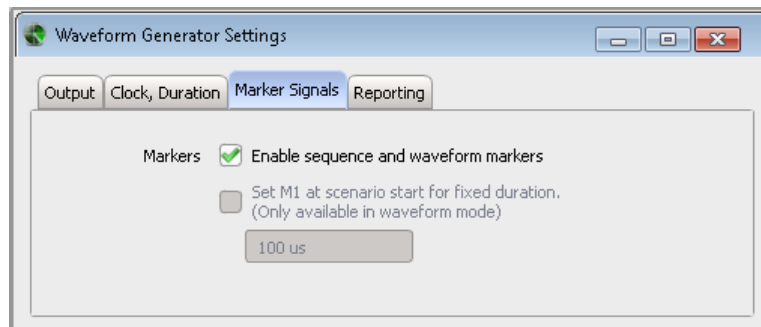 Waveform Generator Settings
Output Clock, Duration Marker Signals Reporting
Markers Enable sequence and waveform markers
Set M1 at scenario start for fixed duration.
(Only available in waveform mode)
100 us